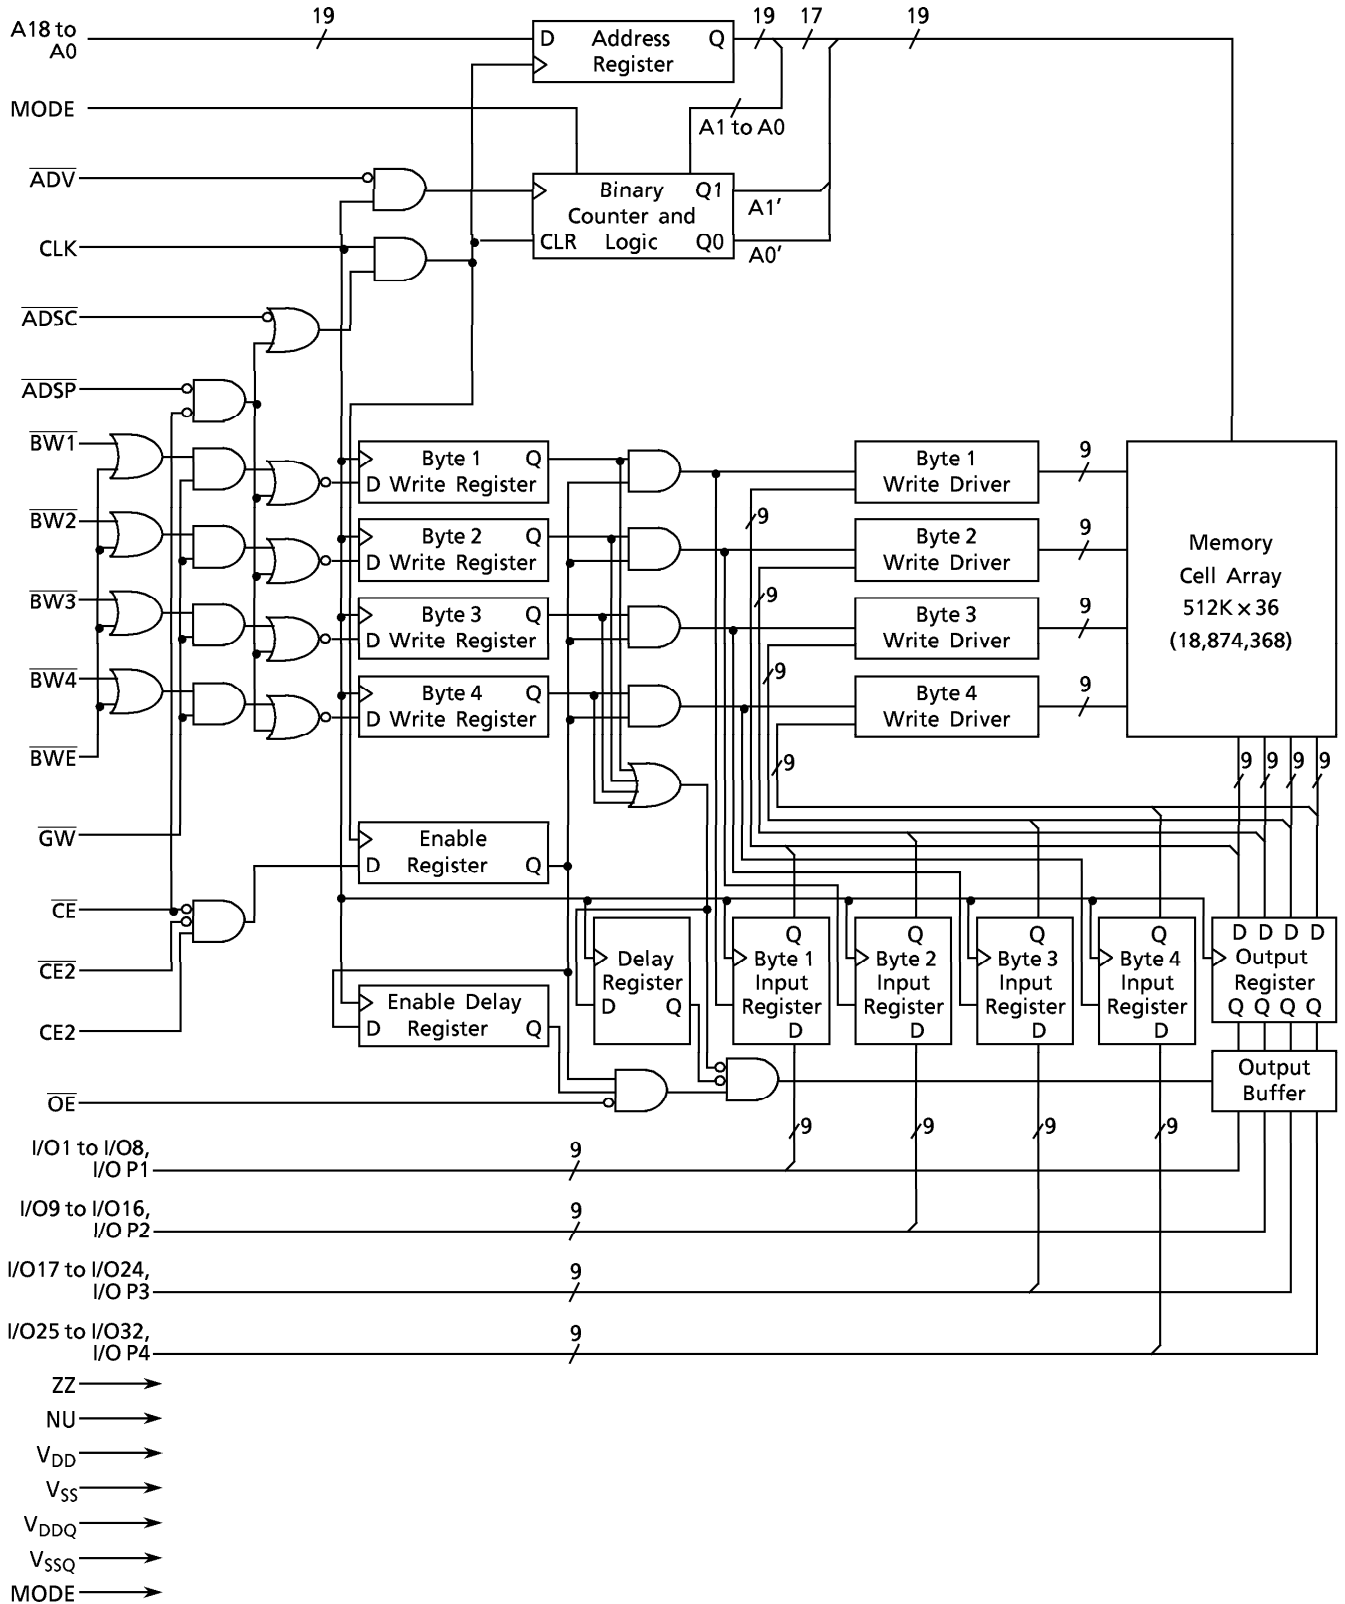 A18 to
A0
19
D Address Q
Register
19 17 19
MODE
A1 to A0
ADV
Binary Q1
Counter and
CLR Logic Q0
A1′
A0′
CLK
ADSC
ADSP
BW1
Byte 1 Q
D Write Register
Byte 1
Write Driver
9
9
BW2
Byte 2 Q
D Write Register
Byte 2
Write Driver
9
9
BW3
Byte 3 Q
D Write Register
Byte 3
Write Driver
9
9
BW4
Byte 4 Q
D Write Register
Byte 4
Write Driver
9
9
Memory
Cell Array
512K x 36
(18,874,368)
BWE
9 9 9 9
GW
Enable
D Register Q
CE
CE2
CE2
Enable Delay
D Register Q
Delay
Register
D Q
Q
Byte 1
Input
Register
D
Q
Byte 2
Input
Register
D
Q
Byte 3
Input
Register
D
Q
Byte 4
Input
Register
D
D D D D
Output
Register
Q Q Q Q
Output
Buffer
OE
9 9 9 9
I/O1 to I/O8,
I/O P1
9
I/O9 to I/O16,
I/O P2
9
I/O17 to I/O24,
I/O P3
9
I/O25 to I/O32,
I/O P4
9
ZZ
NU
VDD
VSS
VDDQ
VSSQ
MODE